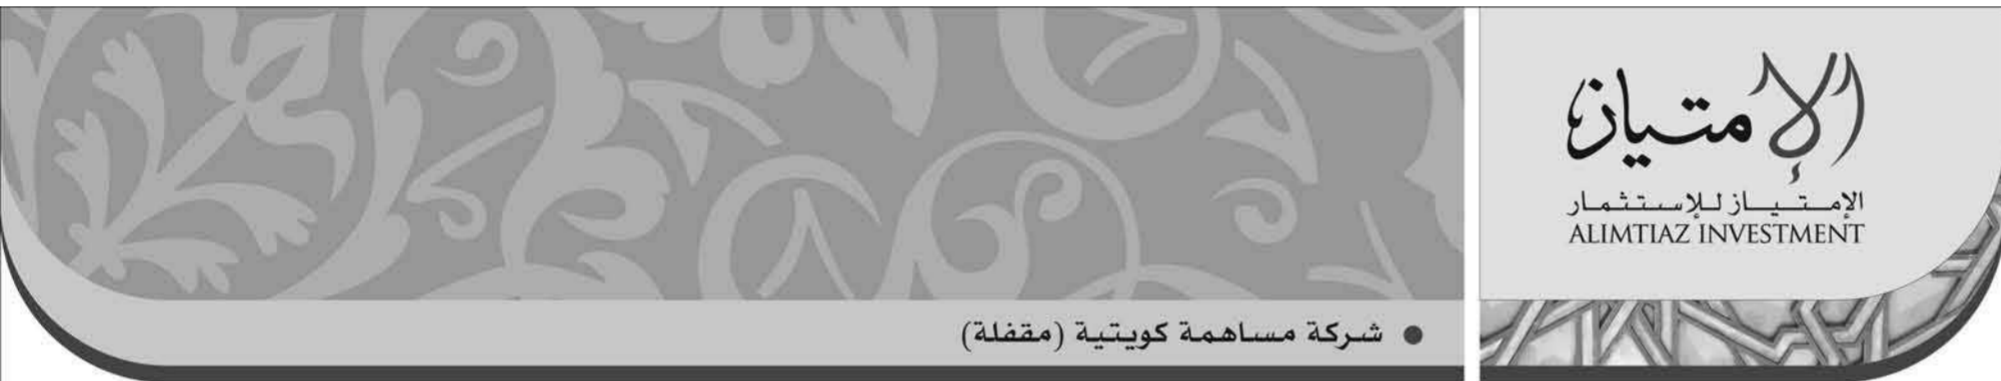 الإمتياز
الإمتياز للإستثمار
ALIMTIAZ INVESTMENT
شركة مساهمة كويتية (مقفلة)